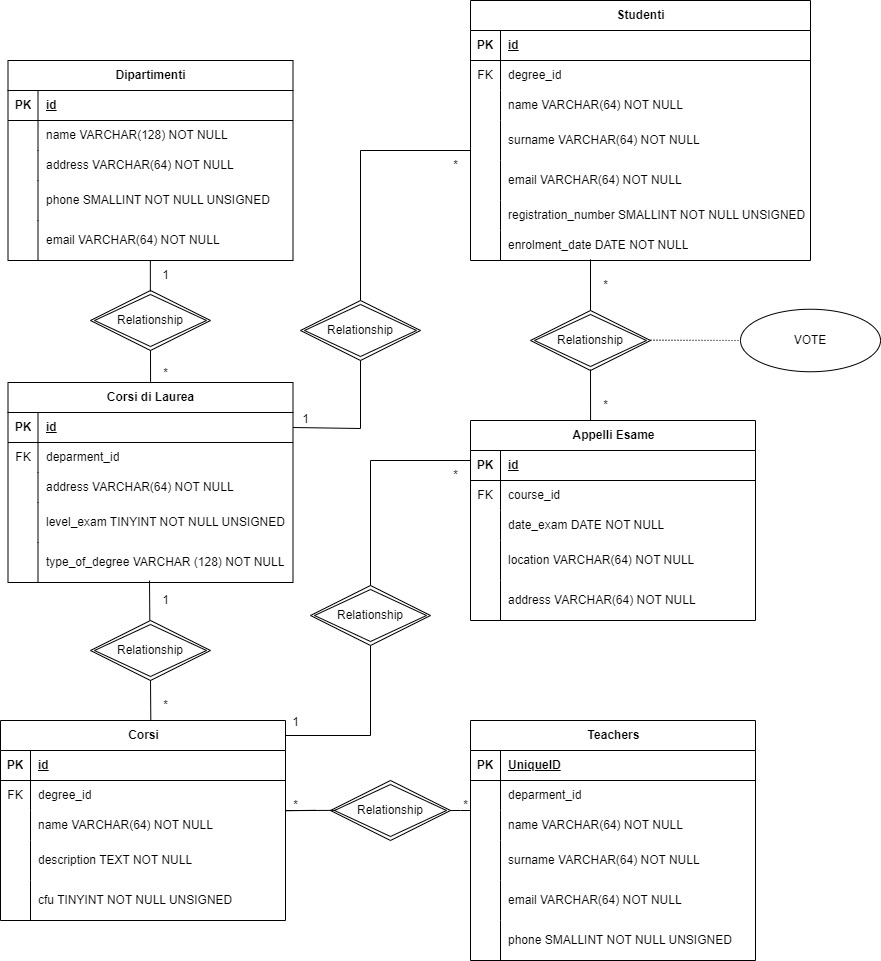 Studenti
PK id
FK degree_id
name VARCHAR(64) NOT NULL
surname VARCHAR(64) NOT NULL
email VARCHAR(64) NOT NULL
registration_number SMALLINT NOT NULL UNSIGNED
enrolment_date DATE NOT NULL
Dipartimenti
PK id
name VARCHAR(128) NOT NULL
address VARCHAR(64) NOT NULL
phone SMALLINT NOT NULL UNSIGNED
email VARCHAR(64) NOT NULL
*
1
Relationship
*
Relationship
1
*
Relationship
VOTE
*
Corsi di Laurea
PK id
FK deparment_id
address VARCHAR(64) NOT NULL
level_exam TINYINT NOT NULL UNSIGNED
type_of_degree VARCHAR (128) NOT NULL
Appelli Esame
PK id
FK course_id
date_exam DATE NOT NULL
location VARCHAR(64) NOT NULL
address VARCHAR(64) NOT NULL
*
1
Relationship
*
Relationship
1
Corsi
PK id
FK degree_id
name VARCHAR(64) NOT NULL
description TEXT NOT NULL
cfu TINYINT NOT NULL UNSIGNED
*
Relationship
*
Teachers
PK UniqueID
deparment_id
name VARCHAR(64) NOT NULL
surname VARCHAR(64) NOT NULL
email VARCHAR(64) NOT NULL
phone SMALLINT NOT NULL UNSIGNED